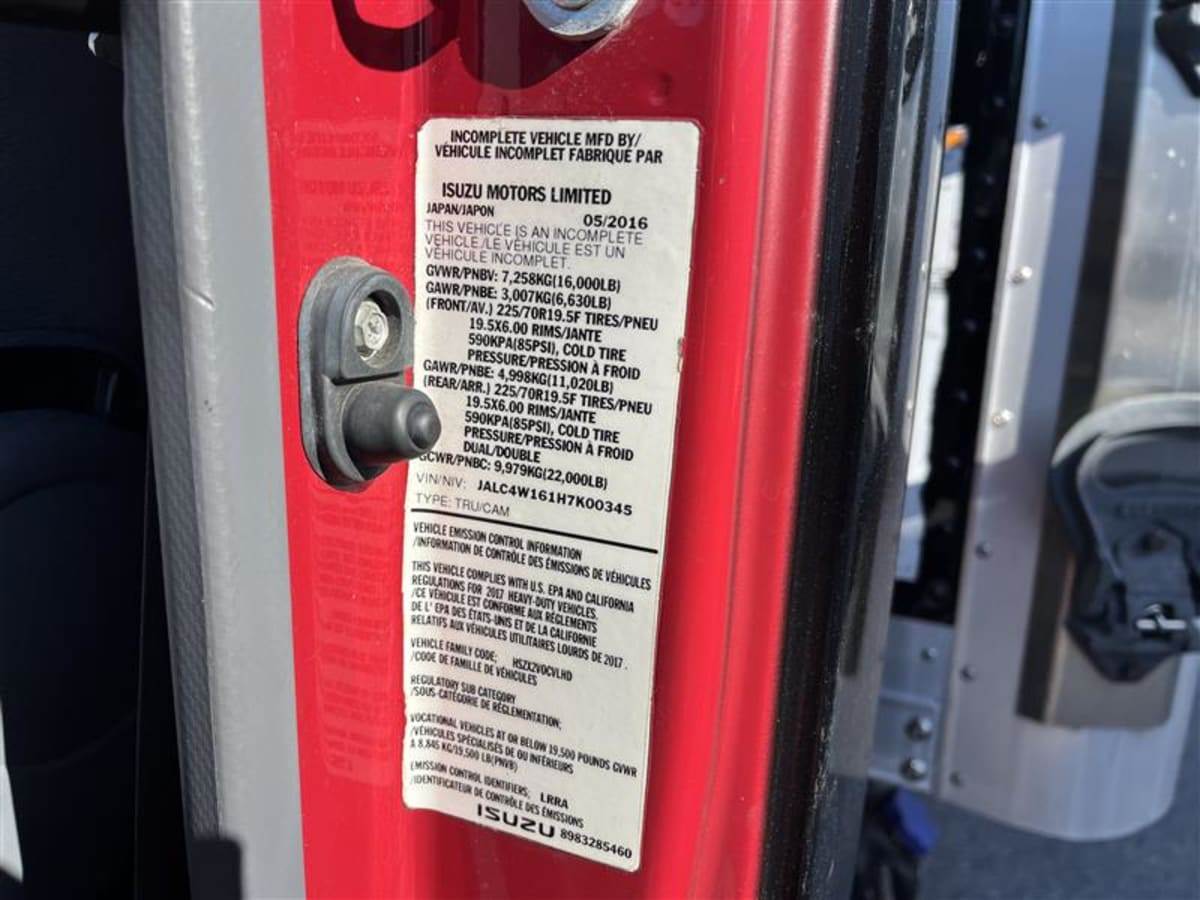 INCOMPLETE VEHICLE MFD BY/
VÉHICULE INCOMPLET FABRIQUÉ PAR
ISUZU MOTORS LIMITED
JAPAN/JAPON 05/2016
THIS VEHICLE IS AN INCOMPLETE
VEHICLE./LE VÉHICULE EST UN
VÉHICULE INCOMPLET.
GVWR/PNBV: 7,258KG(16,000LB)
GAWR/PNBE: 3,007KG(6,630LB)
(FRONT/AV.) 225/70R19.5F TIRES/PNEU
19.5X6.00 RIMS/JANTE
590KPA(85PSI), COLD TIRE
PRESSURE/PRESSION À FROID
GAWR/PNBE: 4,998KG(11,020LB)
(REAR/ARR.) 225/70R19.5F TIRES/PNEU
19.5X6.00 RIMS/JANTE
590KPA(85PSI), COLD TIRE
PRESSURE/PRESSION À FROID
DUAL/DOUBLE
GCWR/PNBC: 9,979KG(22,000LB)
VIN/NIV: JALC4W161H7K00345
TYPE: TRU/CAM
VEHICLE EMISSION CONTROL INFORMATION
/INFORMATION DE CONTRÔLE DES ÉMISSIONS DE VÉHICULES
THIS VEHICLE COMPLIES WITH U.S. EPA AND CALIFORNIA
REGULATIONS FOR 2017 HEAVY-DUTY VEHICLES.
/CE VÉHICULE EST CONFORME AUX RÈGLEMENTS
DE L' EPA DES ÉTATS-UNIS ET DE LA CALIFORNIE
RELATIFS AUX VÉHICULES UTILITAIRES LOURDS DE 2017.
VEHICLE FAMILY CODE; HSZX2VOCVLHD
/CODE DE FAMILLE DE VÉHICULES
REGULATORY SUB CATEGORY
/SOUS-CATÉGORIE DE RÉGLEMENTATION;
VOCATIONAL VEHICLES AT OR BELOW 19,500 POUNDS GVWR
/VÉHICULES SPÉCIALISÉS DE OU INFÉRIEURS
À 8,845 KG/19,500 LB(PNVB)
EMISSION CONTROL IDENTIFIERS; LRRA
/IDENTIFICATEUR DE CONTRÔLE DES ÉMISSIONS
ISUZU 8983285460